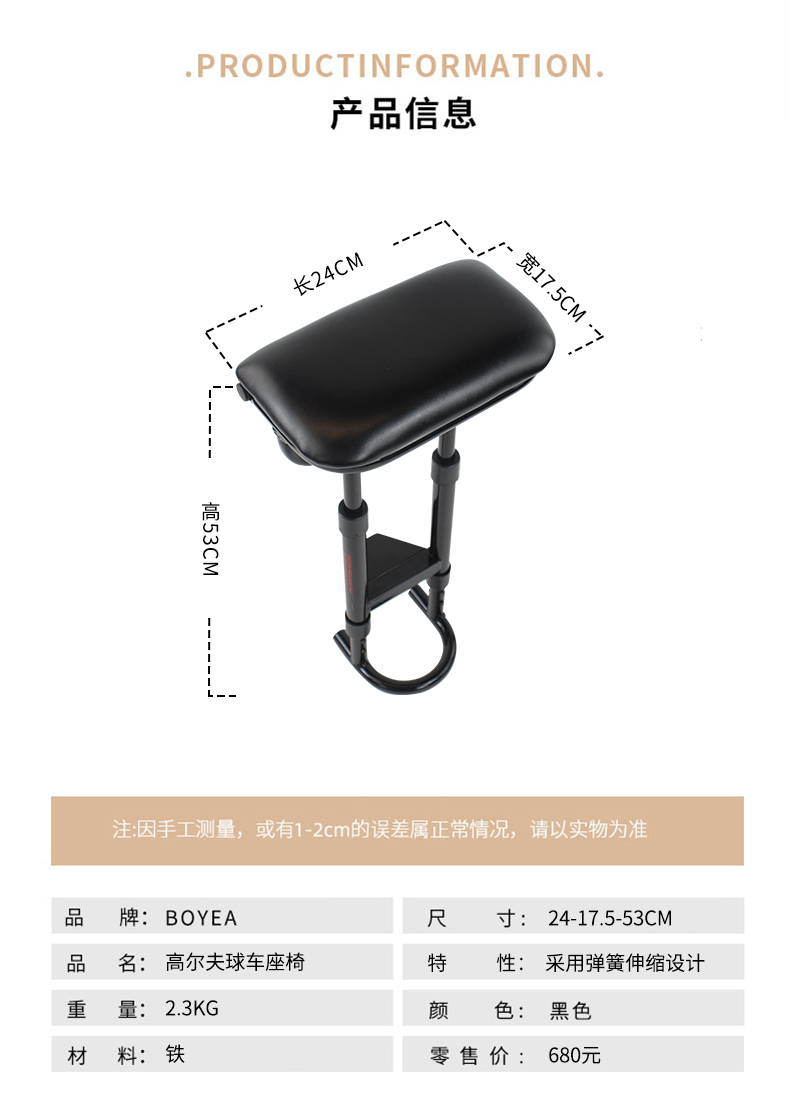 .PRODUCTINFORMATION.
产品信息
长24CM
宽17.5CM
高53CM
注:因手工测量，或有1-2cm的误差属正常情况，请以实物为准
品 牌： BOYEA
尺 寸： 24-17.5-53CM
品 名： 高尔夫球车座椅
特 性： 采用弹簧伸缩设计
重 量： 2.3KG
颜 色： 黑色
材 料： 铁
零售价： 680元